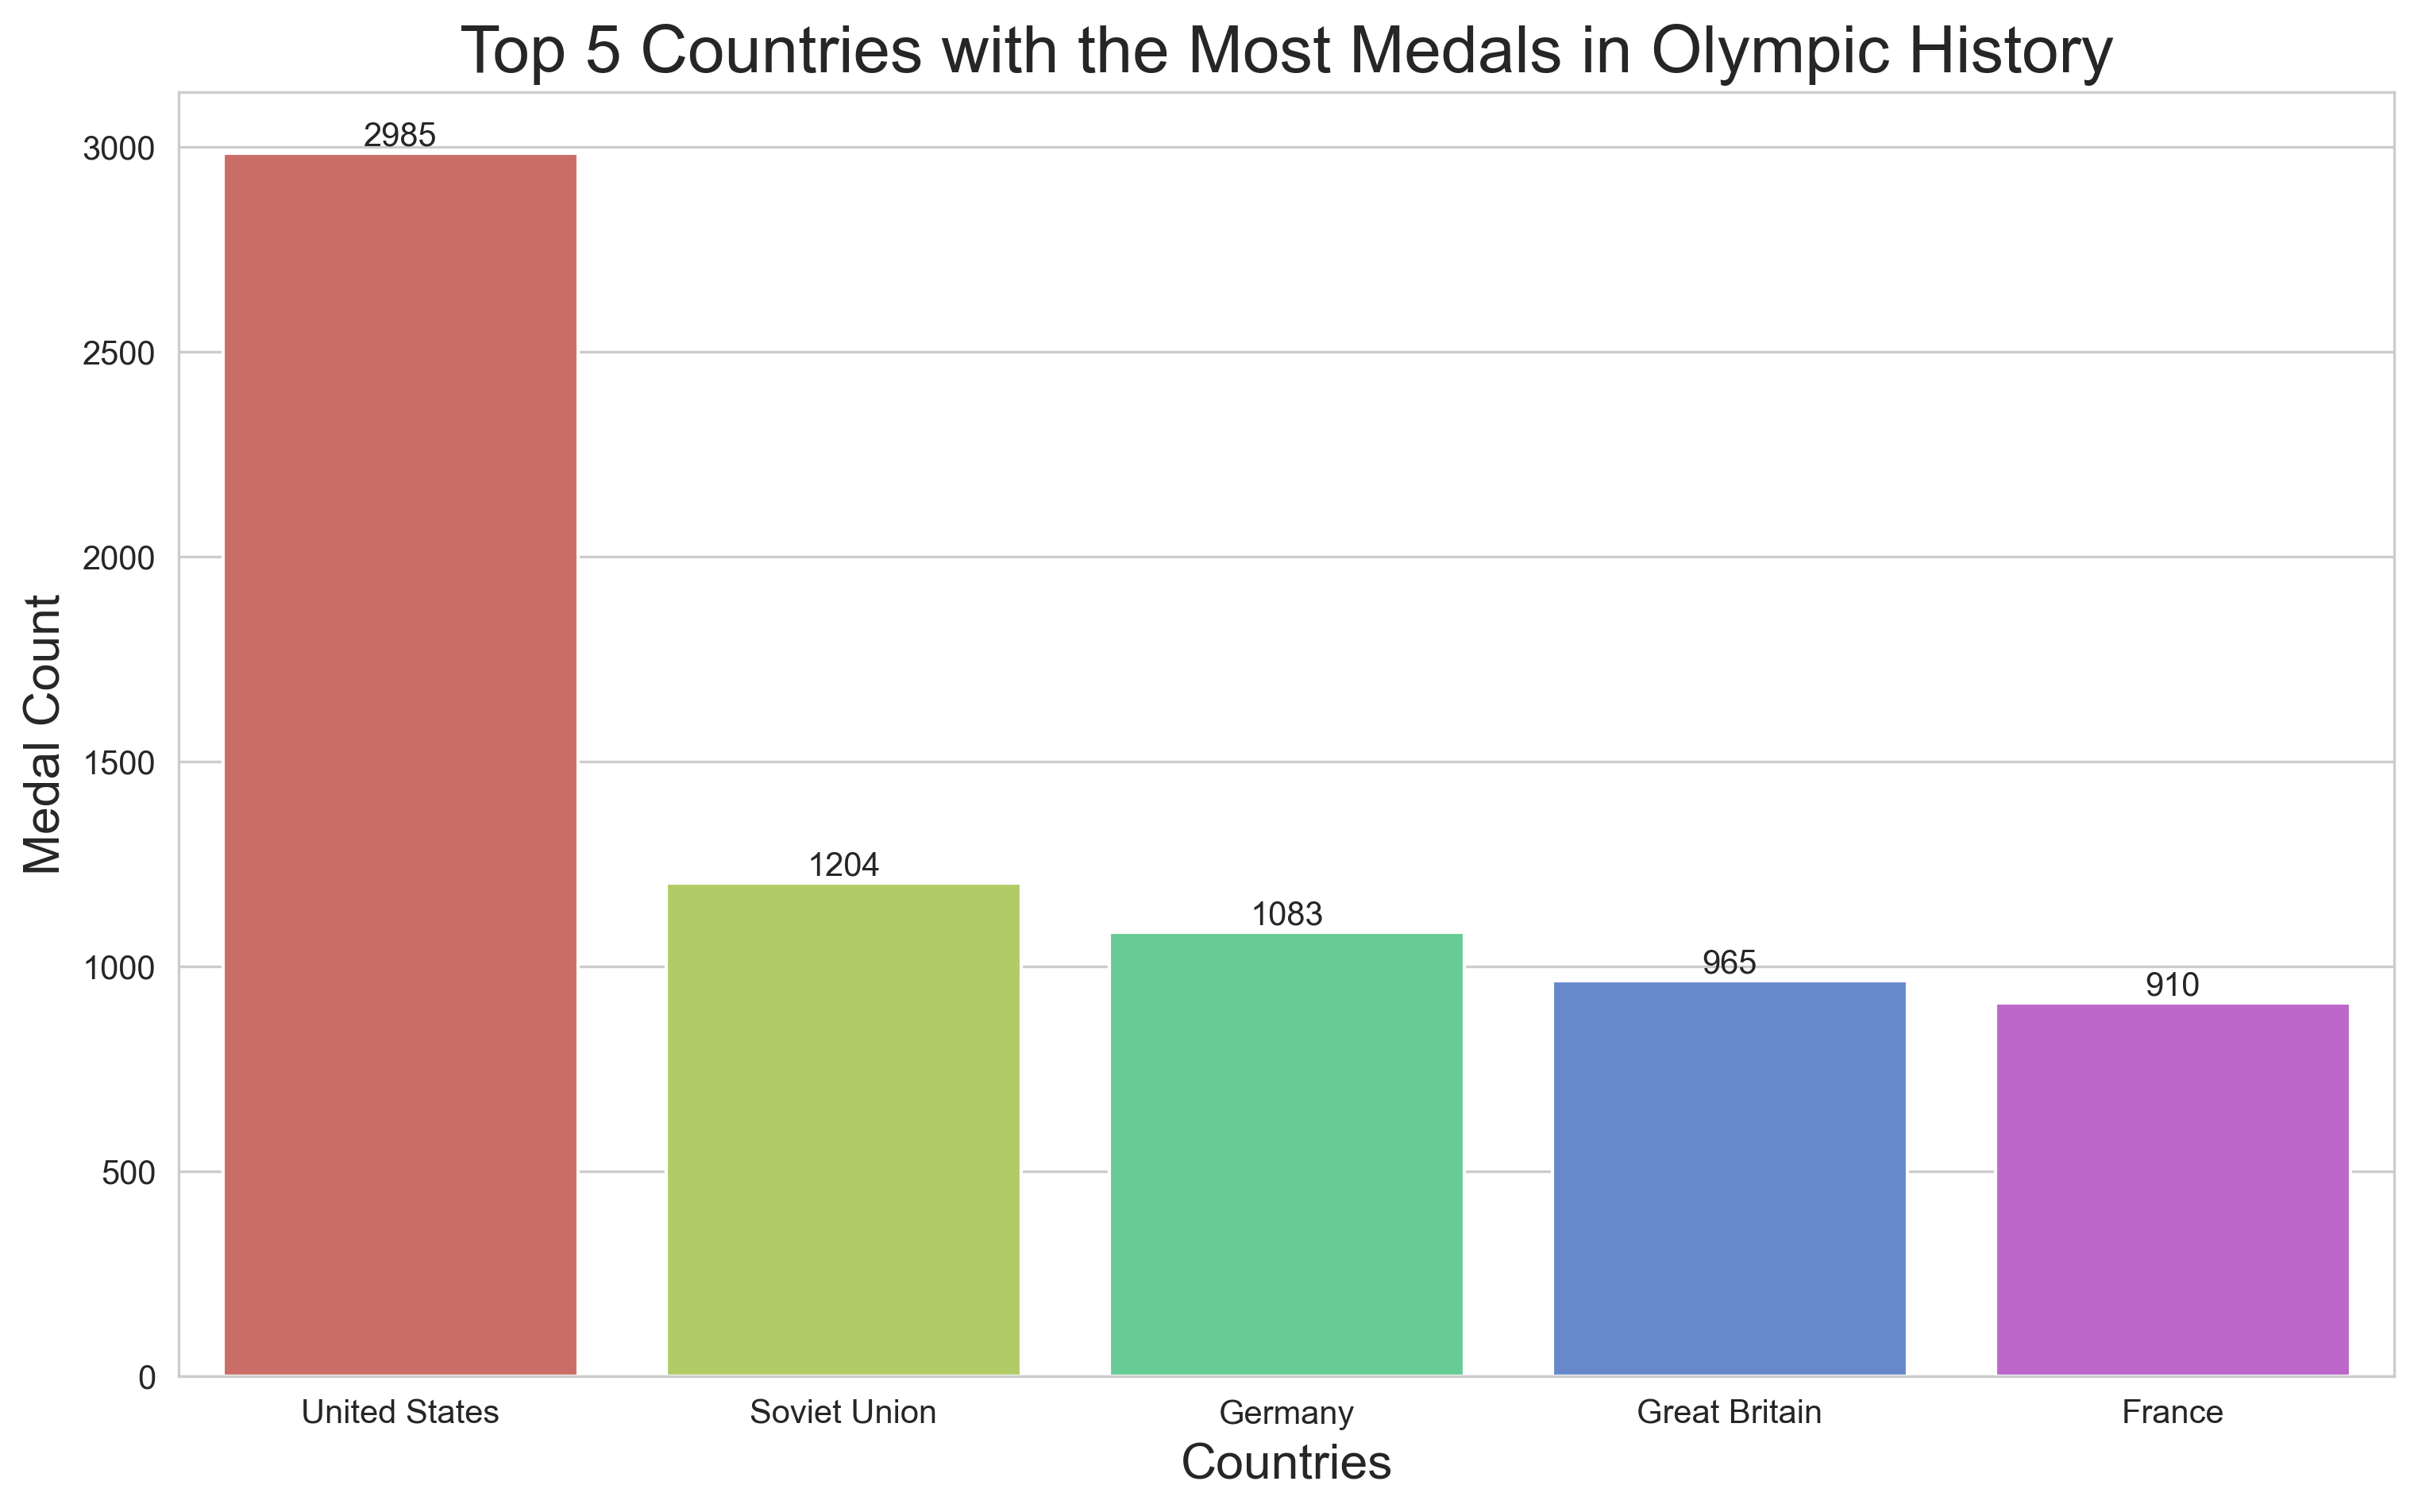 Top 5 Countries with the Most Medals in Olympic History
Medal Count
3000
2500
2000
1500
1000
500
0
2985
1204
1083
965
910
United States
Soviet Union
Germany
Great Britain
France
Countries